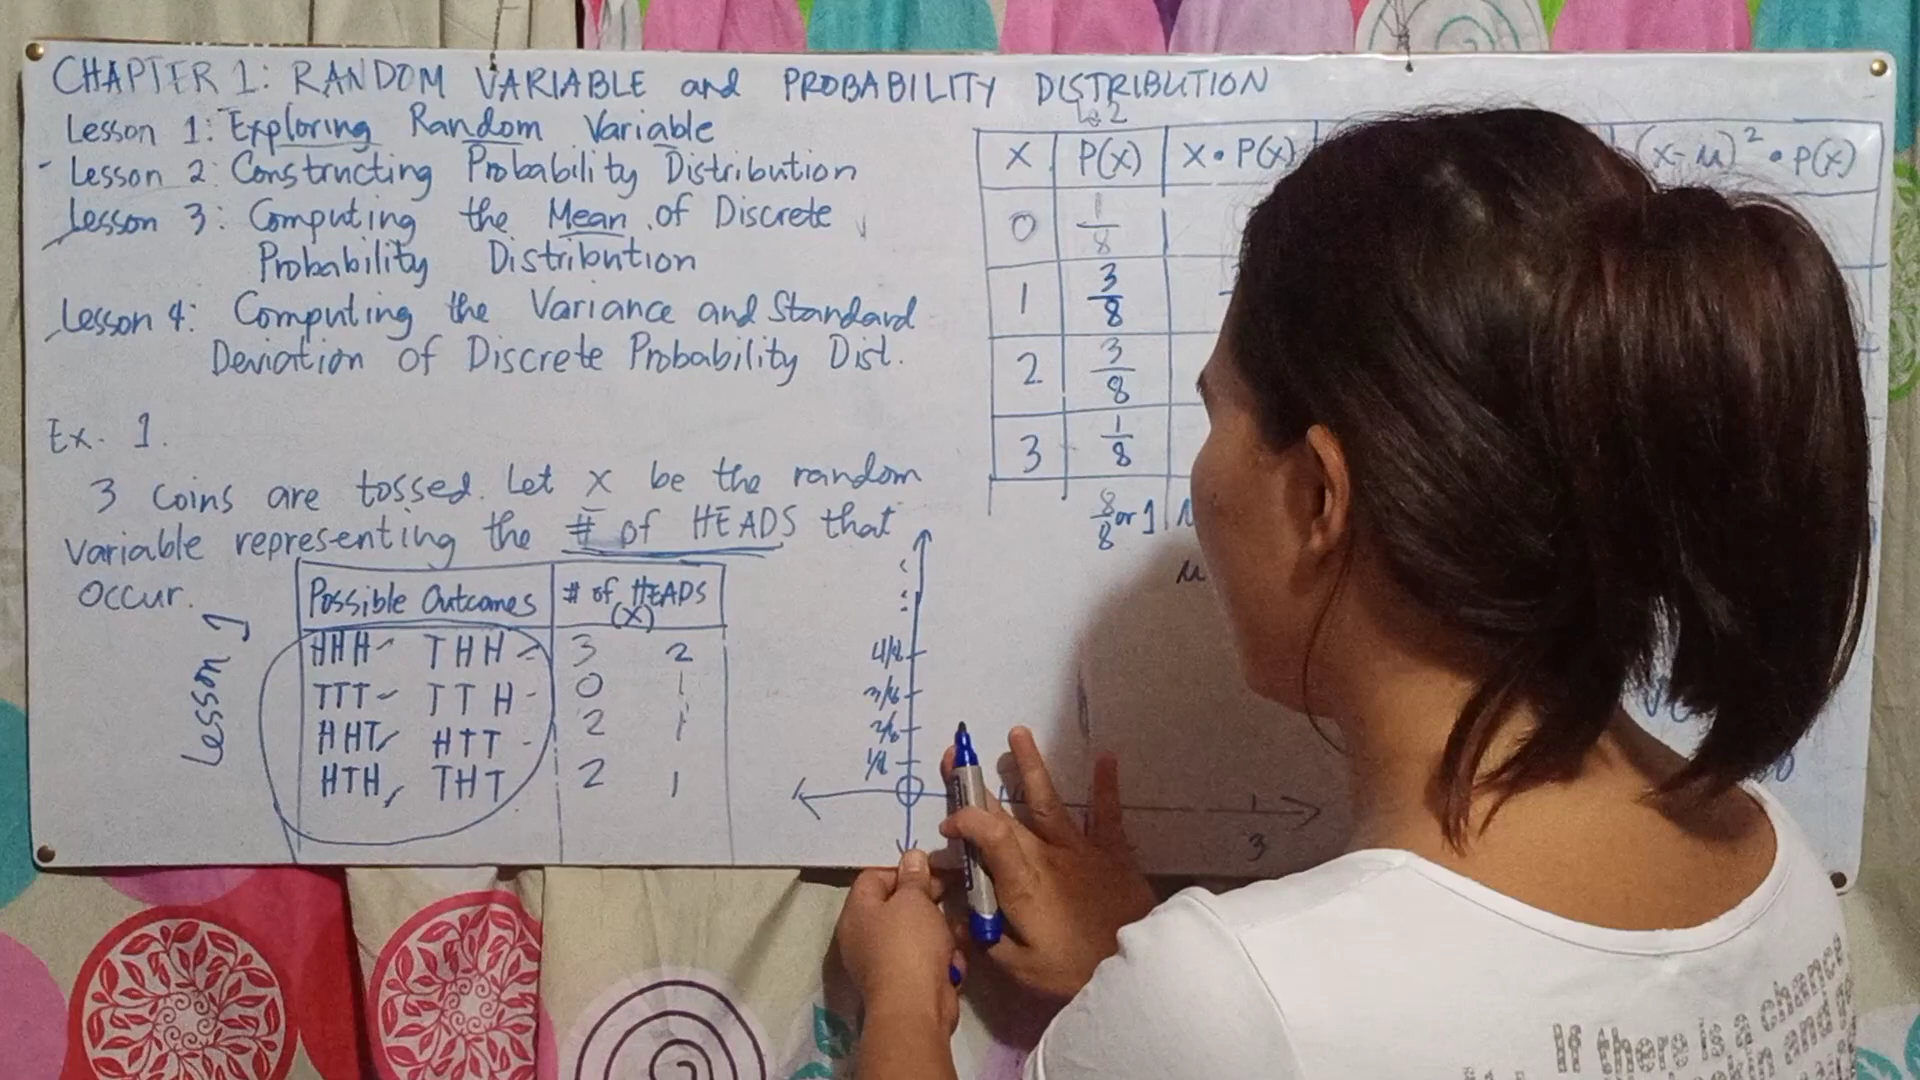 CHAPTER 1: RANDOM VARIABLE and PROBABILITY DISTRIBUTION
Lesson 1: Exploring Random Variable
Lesson 2: Constructing Probability Distribution
Lesson 3: Computing the Mean of Discrete
Probability Distribution
Lesson 4: Computing the Variance and Standard
Deviation of Discrete Probability Dist.
Ex. 1.
3 coins are tossed. Let X be the random
variable representing the # of HEADS that
occur.
Lesson 1
Possible Outcomes # of HEADS
(X)
HHH THH 3 2
TTT TTH 0 1
HHT HTT 2 1
HTH THT 2 1
L2
X P(X) X • P(X) (X-μ)² • P(X)
0 1/8
1 3/8
2 3/8
3 1/8
8/8 or 1
μ
4/8
3/8
2/8
1/8
3
If there is a chance